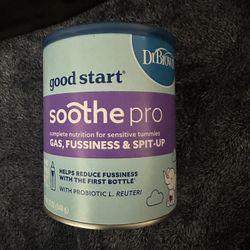 Dr.Brown's
good start®
soothe pro
complete nutrition for sensitive tummies
GAS, FUSSINESS & SPIT-UP
HELPS REDUCE FUSSINESS
WITH THE FIRST BOTTLE*
WITH PROBIOTIC L. REUTERI